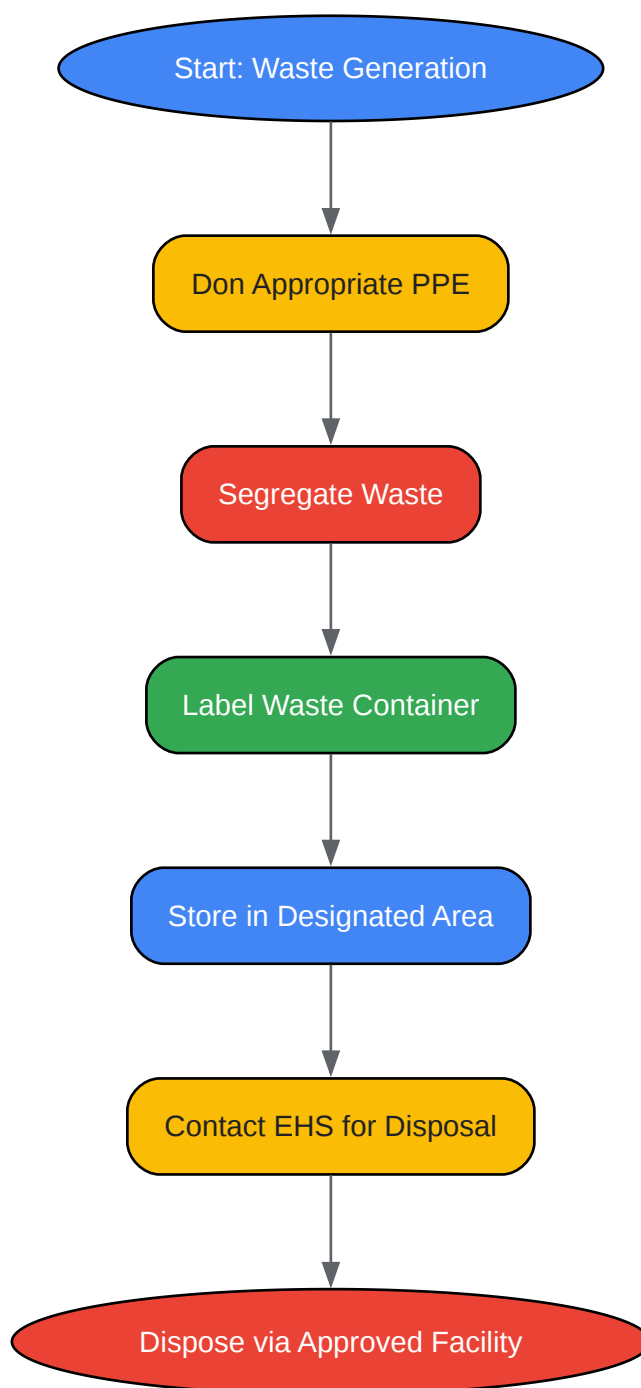 Start: Waste Generation
Don Appropriate PPE
Segregate Waste
Label Waste Container
Store in Designated Area
Contact EHS for Disposal
Dispose via Approved Facility